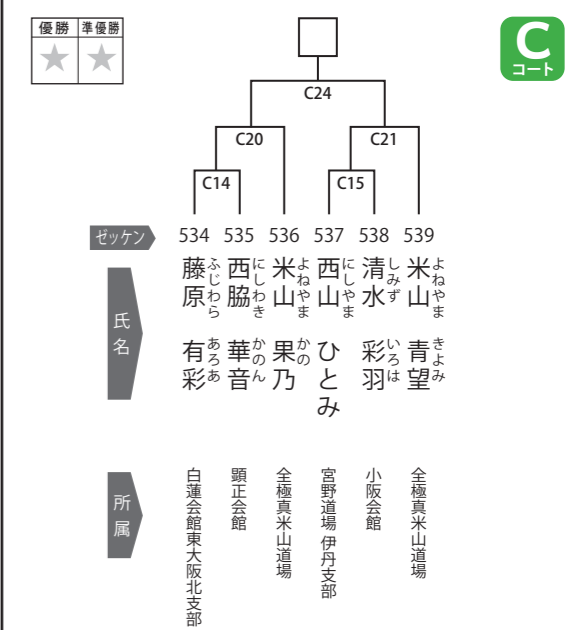 優勝 準優勝
C
コート
C24
C20 C21
C14 C15
ゼッケン 534 535 536 537 538 539
氏名
藤原 有彩
ふじわら あろあ
西脇 華音
にしわき かのん
米山 果乃
よねやま かの
西山 ひとみ
にしやま
清水 彩羽
しみず いろは
米山 青望
よねやま きよみ
所属
白蓮会館東大阪北支部
顕正会館
全極真米山道場
宮野道場 伊丹支部
小阪会館
全極真米山道場